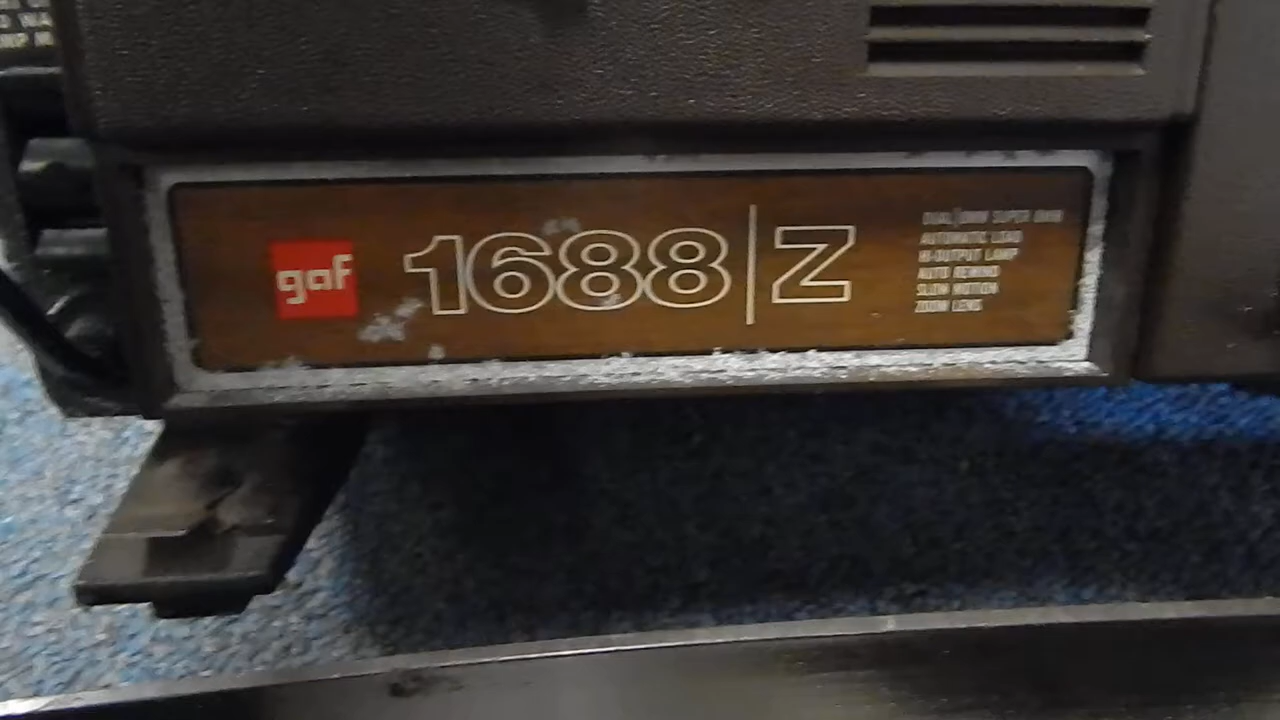 gaf
1688|Z
DUAL 8MM SUPER 8MM
AUTOMATIC LOAD
HI-OUTPUT LAMP
AUTO REWIND
SLOW MOTION
ZOOM LENS